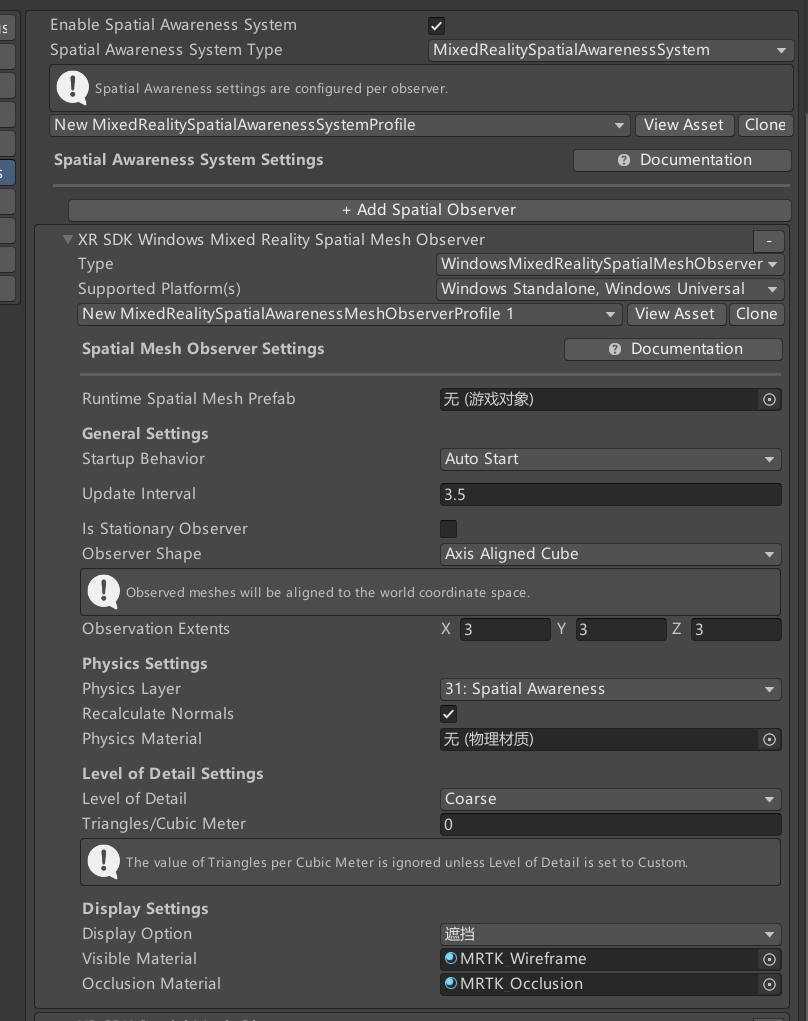 Enable Spatial Awareness System
Spatial Awareness System Type MixedRealitySpatialAwarenessSystem
Spatial Awareness settings are configured per observer.
New MixedRealitySpatialAwarenessSystemProfile View Asset Clone
Spatial Awareness System Settings Documentation
+ Add Spatial Observer
XR SDK Windows Mixed Reality Spatial Mesh Observer -
Type WindowsMixedRealitySpatialMeshObserver
Supported Platform(s) Windows Standalone, Windows Universal
New MixedRealitySpatialAwarenessMeshObserverProfile 1 View Asset Clone
Spatial Mesh Observer Settings Documentation
Runtime Spatial Mesh Prefab 无 (游戏对象)
General Settings
Startup Behavior Auto Start
Update Interval 3.5
Is Stationary Observer
Observer Shape Axis Aligned Cube
Observed meshes will be aligned to the world coordinate space.
Observation Extents X 3 Y 3 Z 3
Physics Settings
Physics Layer 31: Spatial Awareness
Recalculate Normals
Physics Material 无 (物理材质)
Level of Detail Settings
Level of Detail Coarse
Triangles/Cubic Meter 0
The value of Triangles per Cubic Meter is ignored unless Level of Detail is set to Custom.
Display Settings
Display Option 遮挡
Visible Material MRTK_Wireframe
Occlusion Material MRTK_Occlusion